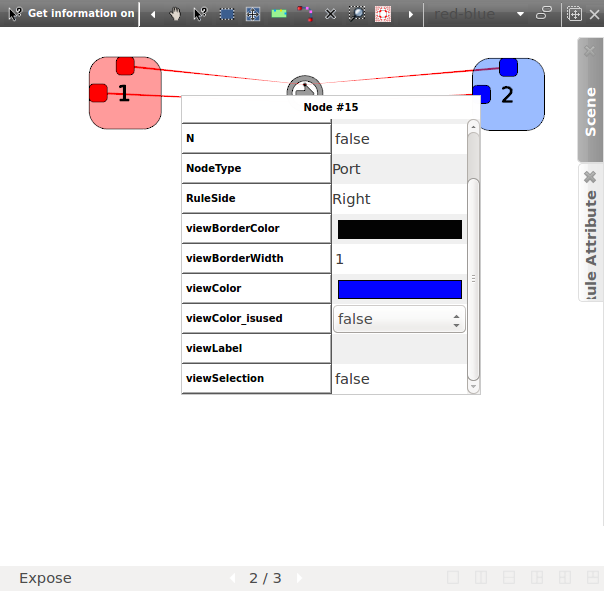 Get information on
red-blue
1
2
Scene
ule Attribute
Node #15
N false
NodeType Port
RuleSide Right
viewBorderColor
viewBorderWidth 1
viewColor
viewColor_isused false
viewLabel
viewSelection false
Expose 2 / 3